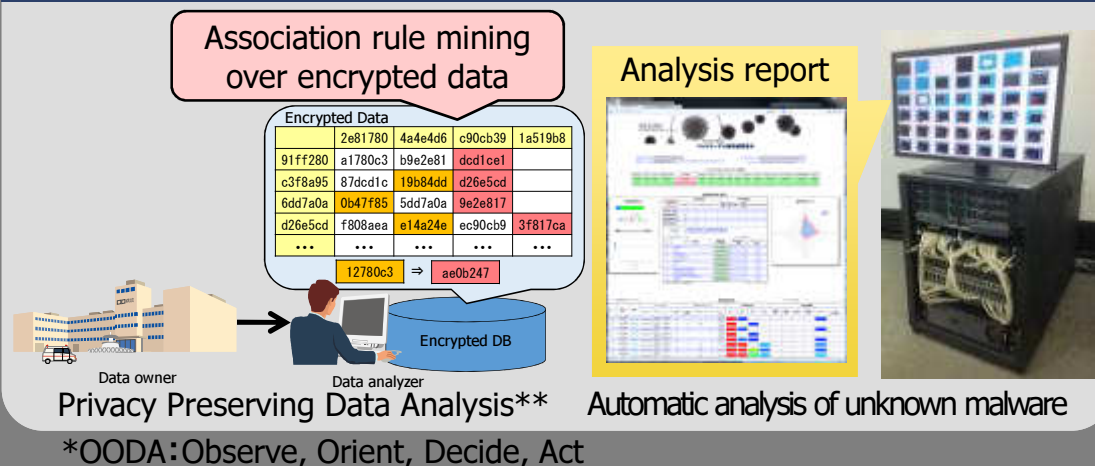 Association rule mining
over encrypted data
Encrypted Data
2e81780 4a4e4d6 c90cb39 1a519b8
91ff280 a1780c3 b9e2e81 dcd1ce1
c3f8a95 87dcd1c 19b84dd d26e5cd
6dd7a0a 0b47f85 5dd7a0a 9e2e817
d26e5cd f808aea e14a24e ec90cb9 3f817ca
... ... ... ... ...
12780c3 ⇒ ae0b247
Encrypted DB
Data owner
Data analyzer
Privacy Preserving Data Analysis**
Analysis report
Automatic analysis of unknown malware
*OODA:Observe, Orient, Decide, Act